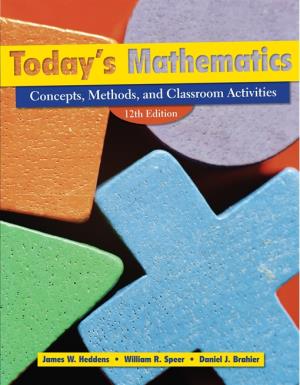 Today's Mathematics
Concepts, Methods, and Classroom Activities
12th Edition
James W. Heddens • William R. Speer • Daniel J. Brahier